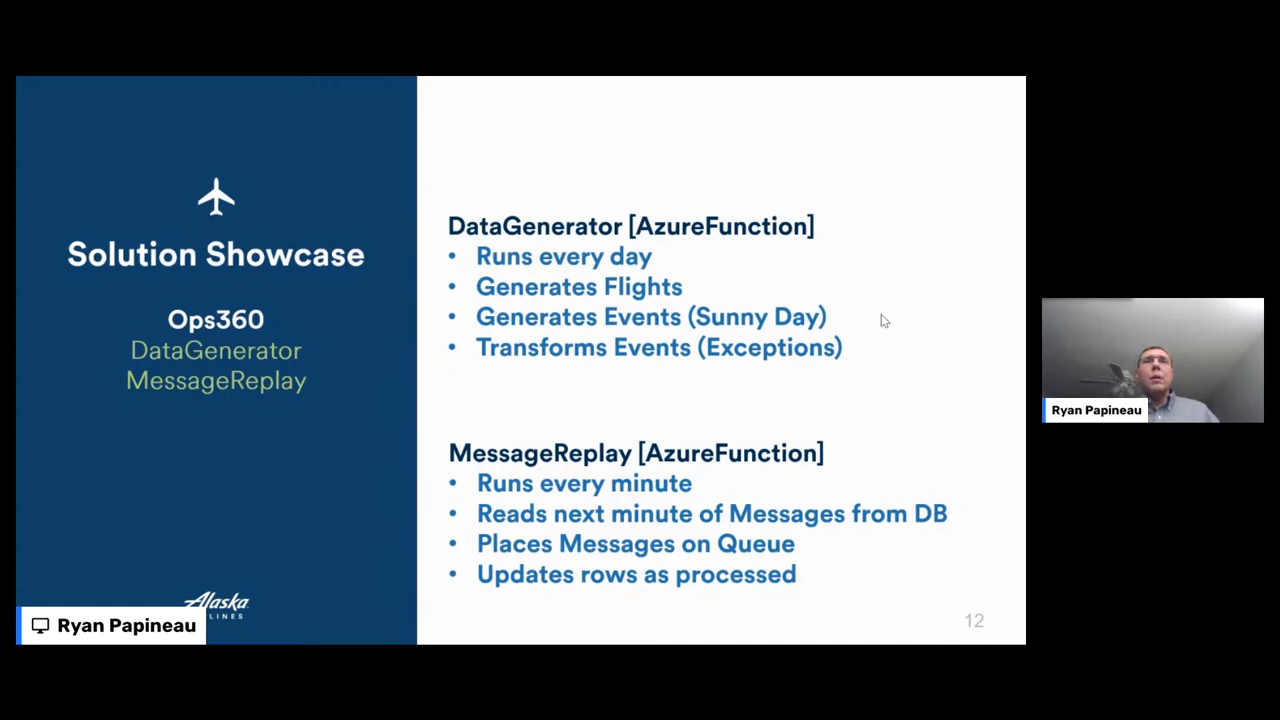 Solution Showcase
Ops360
DataGenerator
MessageReplay
Alaska
LINES
Ryan Papineau
DataGenerator [AzureFunction]
• Runs every day
• Generates Flights
• Generates Events (Sunny Day)
• Transforms Events (Exceptions)
MessageReplay [AzureFunction]
• Runs every minute
• Reads next minute of Messages from DB
• Places Messages on Queue
• Updates rows as processed
12
Ryan Papineau